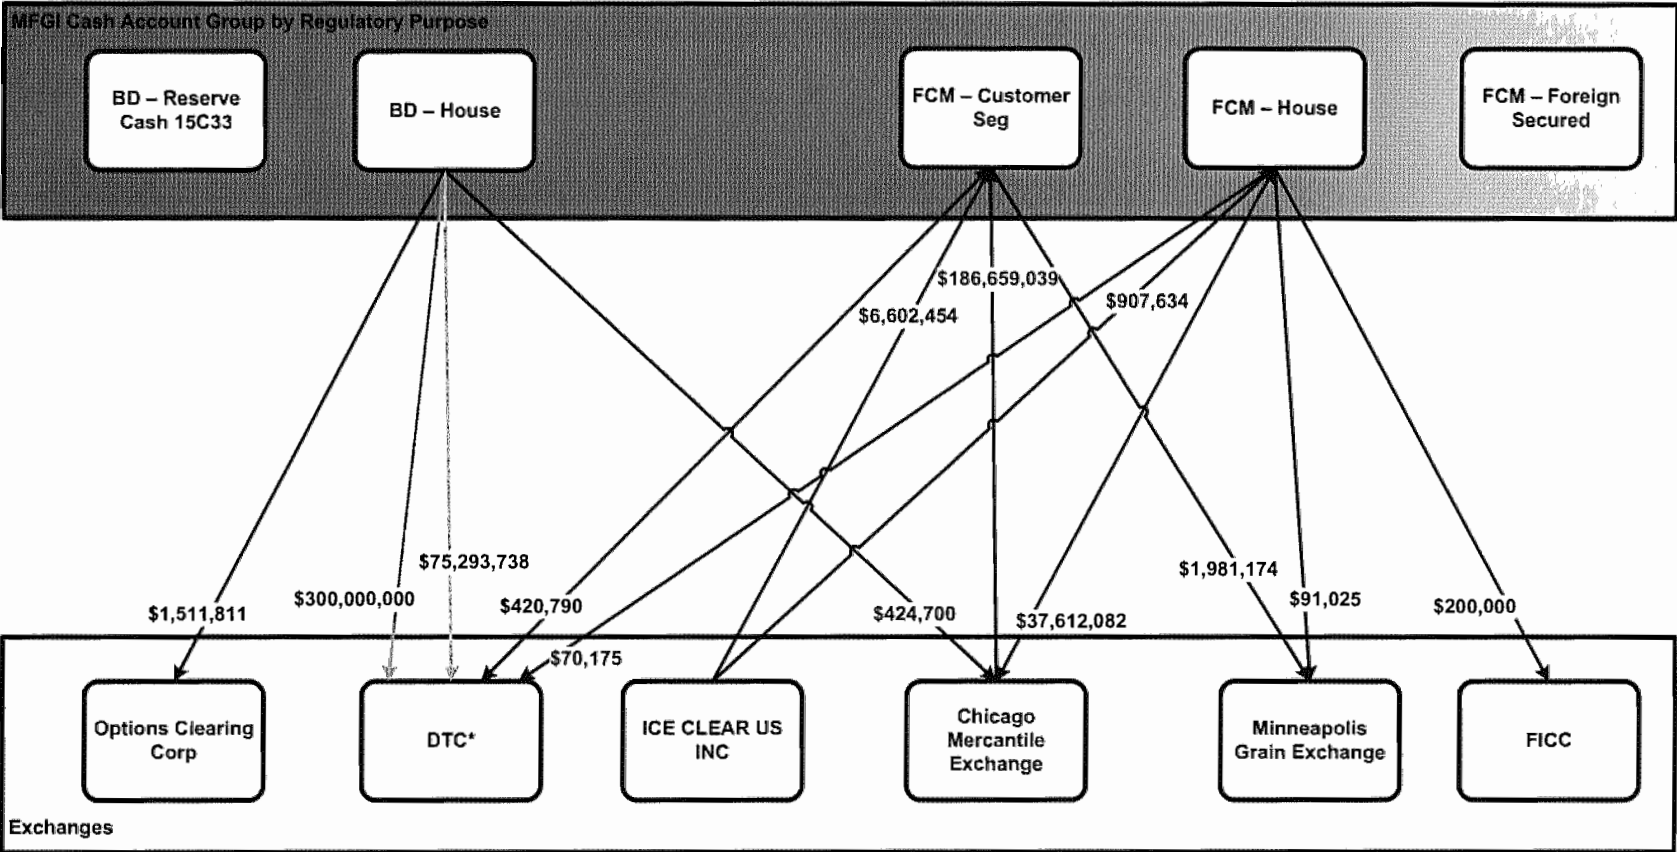 MFGI Cash Account Group by Regulatory Purpose
BD – Reserve
Cash 15C33
BD – House
FCM – Customer
Seg
FCM – House
FCM – Foreign
Secured
$186,659,039
$907,634
$6,602,454
$75,293,738
$1,981,174
$300,000,000
$91,025
$420,790
$200,000
$1,511,811
$424,700
$37,612,082
$70,175
Options Clearing
Corp
DTC*
ICE CLEAR US
INC
Chicago
Mercantile
Exchange
Minneapolis
Grain Exchange
FICC
Exchanges